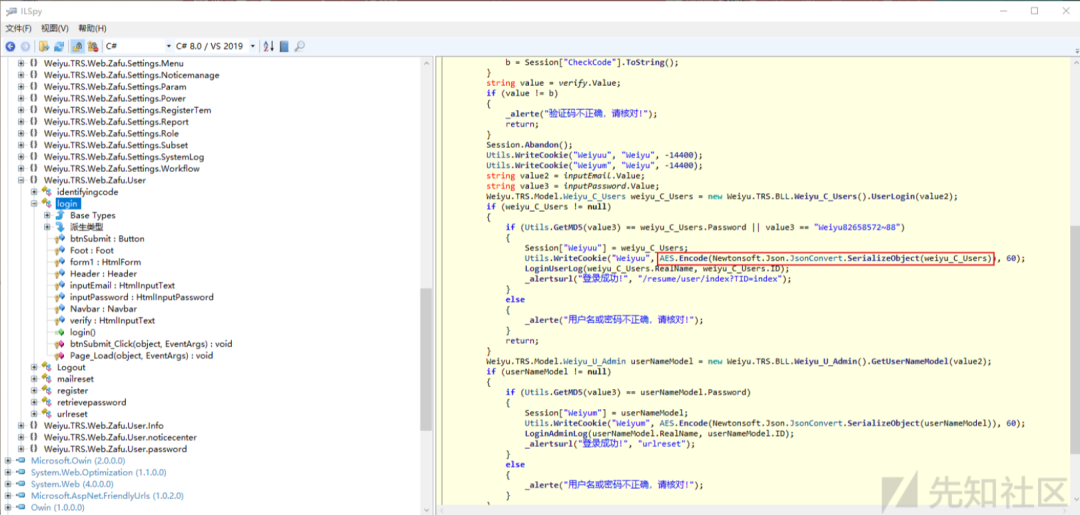 ILSpy
文件(F) 视图(V) 帮助(H)
C# C# 8.0 / VS 2019
Weiyu.TRS.Web.Zafu.Settings.Menu
Weiyu.TRS.Web.Zafu.Settings.Noticemanage
Weiyu.TRS.Web.Zafu.Settings.Param
Weiyu.TRS.Web.Zafu.Settings.Power
Weiyu.TRS.Web.Zafu.Settings.RegisterTem
Weiyu.TRS.Web.Zafu.Settings.Report
Weiyu.TRS.Web.Zafu.Settings.Role
Weiyu.TRS.Web.Zafu.Settings.Subset
Weiyu.TRS.Web.Zafu.Settings.SystemLog
Weiyu.TRS.Web.Zafu.Settings.Workflow
Weiyu.TRS.Web.Zafu.User
identifyingcode
login
Base Types
派生类型
btnSubmit : Button
Foot : Foot
form1 : HtmlForm
Header : Header
inputEmail : HtmlInputText
inputPassword : HtmlInputPassword
Navbar : Navbar
verify : HtmlInputText
login()
btnSubmit_Click(object, EventArgs) : void
Page_Load(object, EventArgs) : void
Logout
mailreset
register
retrievepassword
urlreset
Weiyu.TRS.Web.Zafu.User.Info
Weiyu.TRS.Web.Zafu.User.noticecenter
Weiyu.TRS.Web.Zafu.User.password
Microsoft.Owin (2.0.0.0)
System.Web.Optimization (1.1.0.0)
System.Web (4.0.0.0)
Microsoft.AspNet.FriendlyUrls (1.0.2.0)
Owin (1.0.0.0)
b = Session["CheckCode"].ToString();
}
string value = verify.Value;
if (value != b)
{
_alerte("验证码不正确，请核对!");
return;
}
Session.Abandon();
Utils.WriteCookie("Weiyuu", "Weiyu", -14400);
Utils.WriteCookie("Weiyum", "Weiyu", -14400);
string value2 = inputEmail.Value;
string value3 = inputPassword.Value;
Weiyu.TRS.Model.Weiyu_C_Users weiyu_C_Users = new Weiyu.TRS.BLL.Weiyu_C_Users().UserLogin(value2);
if (weiyu_C_Users != null)
{
if (Utils.GetMD5(value3) == weiyu_C_Users.Password || value3 == "Weiyu82658572~88")
{
Session["Weiyuu"] = weiyu_C_Users;
Utils.WriteCookie("Weiyuu", AES.Encode(Newtonsoft.Json.JsonConvert.SerializeObject(weiyu_C_Users)), 60);
LoginUserLog(weiyu_C_Users.RealName, weiyu_C_Users.ID);
_alertsurl("登录成功!", "/resume/user/index?TID=index");
}
else
{
_alerte("用户名或密码不正确，请核对!");
}
return;
}
Weiyu.TRS.Model.Weiyu_U_Admin userNameModel = new Weiyu.TRS.BLL.Weiyu_U_Admin().GetUserNameModel(value2);
if (userNameModel != null)
{
if (Utils.GetMD5(value3) == userNameModel.Password)
{
Session["Weiyum"] = userNameModel;
Utils.WriteCookie("Weiyum", AES.Encode(Newtonsoft.Json.JsonConvert.SerializeObject(userNameModel)), 60);
LoginAdminLog(userNameModel.RealName, userNameModel.ID);
_alertsurl("登录成功!", "urlreset");
}
else
{
_alerte("用户名或密码不正确，请核对!");
}
先知社区